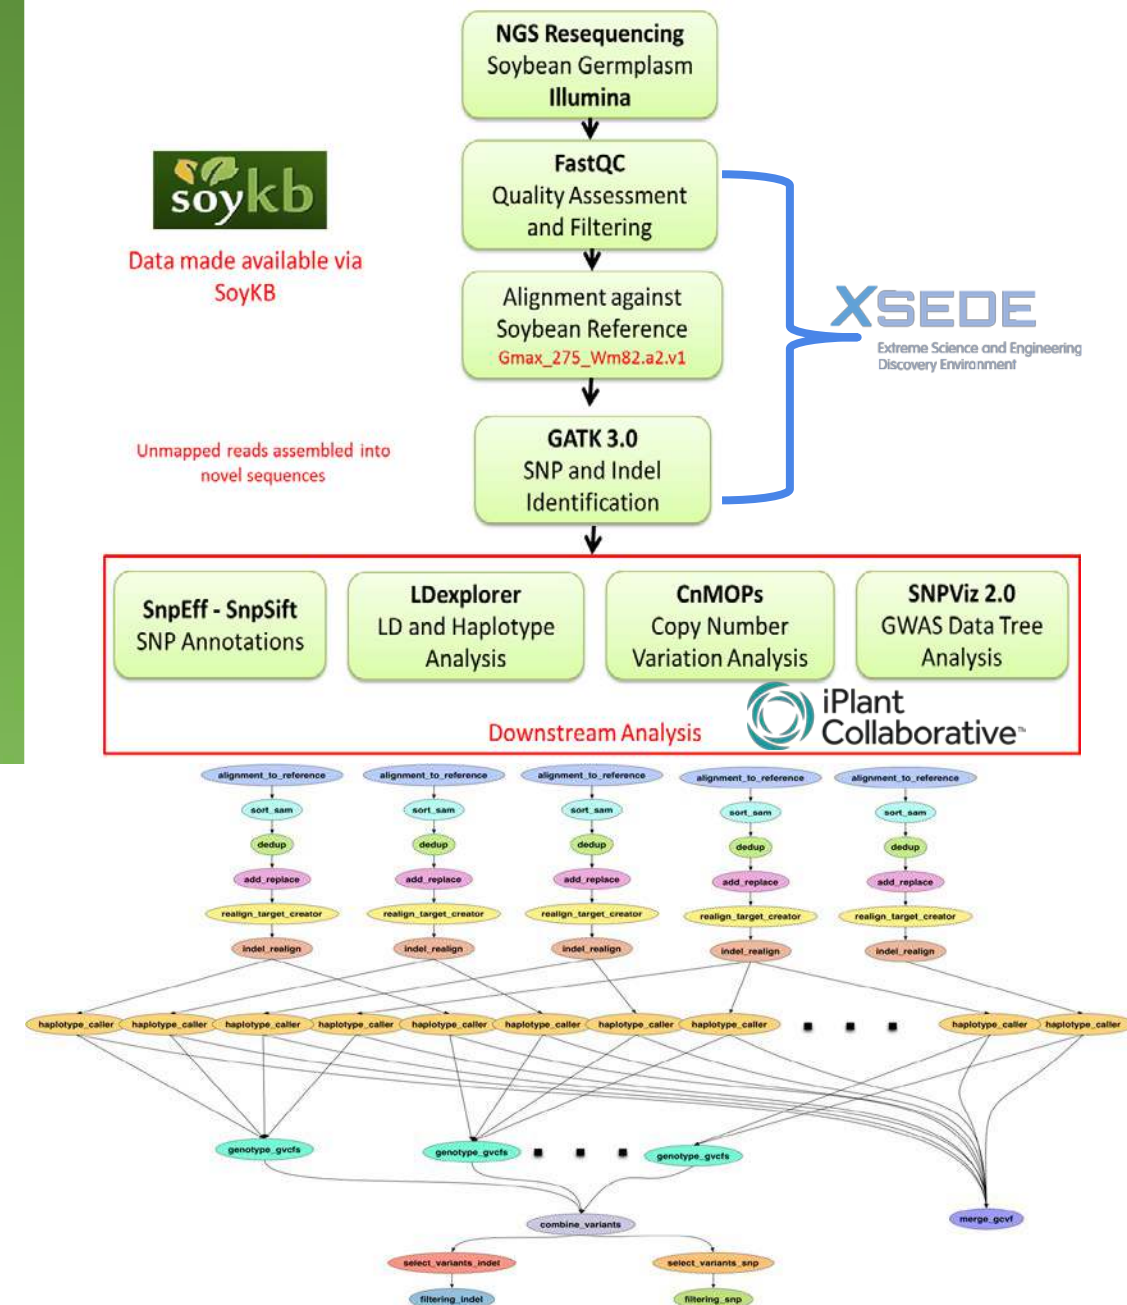 NGS Resequencing
Soybean Germplasm
Illumina
FastQC
Quality Assessment
and Filtering
soykb
Data made available via
SoyKB
Alignment against
Soybean Reference
Gmax_275_Wm82.a2.v1
XSEDE
Extreme Science and Engineering
Discovery Environment
Unmapped reads assembled into
novel sequences
GATK 3.0
SNP and Indel
Identification
SnpEff - SnpSift
SNP Annotations
LDexplorer
LD and Haplotype
Analysis
CnMOPs
Copy Number
Variation Analysis
SNPViz 2.0
GWAS Data Tree
Analysis
Downstream Analysis
iPlant
Collaborative™
alignment_to_reference alignment_to_reference alignment_to_reference alignment_to_reference alignment_to_reference
sort_sam sort_sam sort_sam sort_sam sort_sam
dedup dedup dedup dedup dedup
add_replace add_replace add_replace add_replace add_replace
realign_target_creator realign_target_creator realign_target_creator realign_target_creator realign_target_creator
indel_realign indel_realign indel_realign indel_realign indel_realign
haplotype_caller haplotype_caller haplotype_caller haplotype_caller haplotype_caller haplotype_caller haplotype_caller haplotype_caller haplotype_caller haplotype_caller
genotype_gvcfs genotype_gvcfs genotype_gvcfs
combine_variants merge_gcvf
select_variants_indel select_variants_snp
filtering_indel filtering_snp